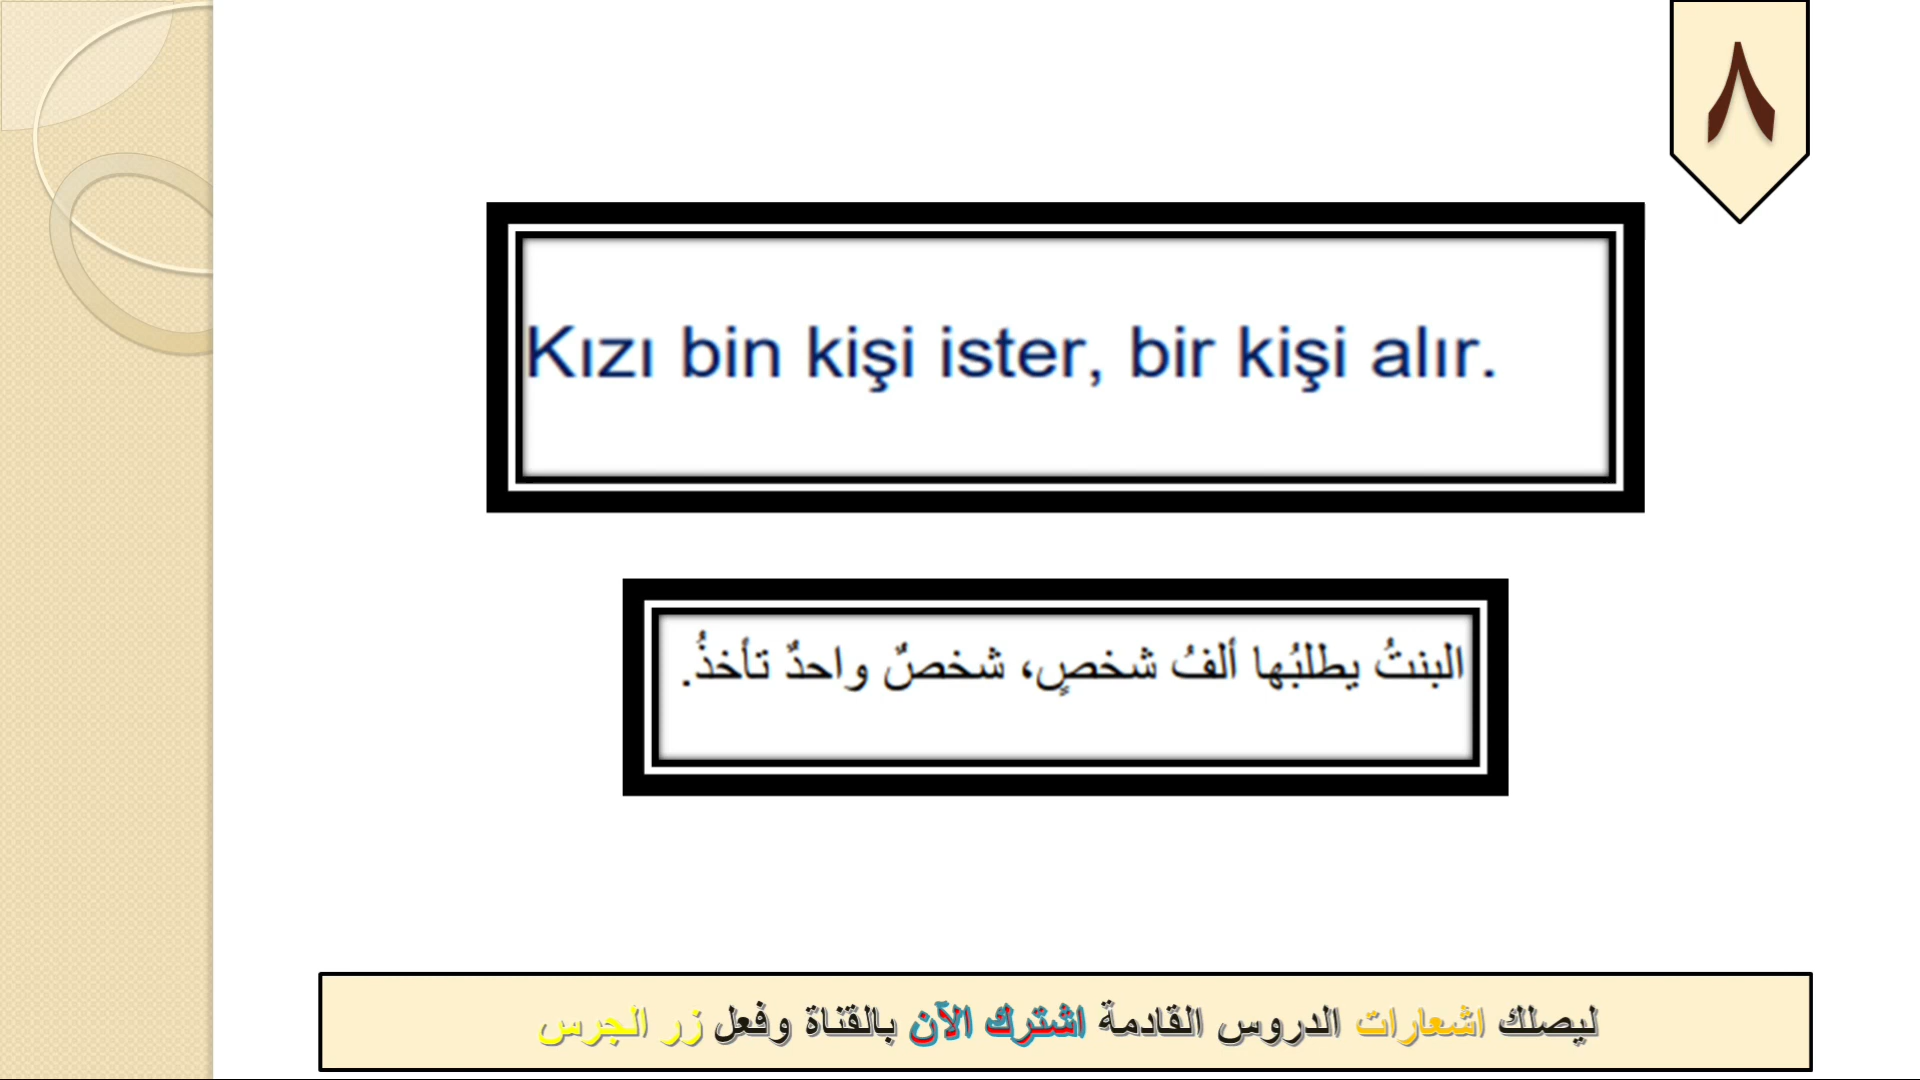 ٨
Kızı bin kişi ister, bir kişi alır.
البنتُ يطلبُها ألفُ شخصٍ، شخصٌ واحدٌ تأخذُ.
ليصلك اشعارات الدروس القادمة اشترك الآن بالقناة وفعل زر الجرس